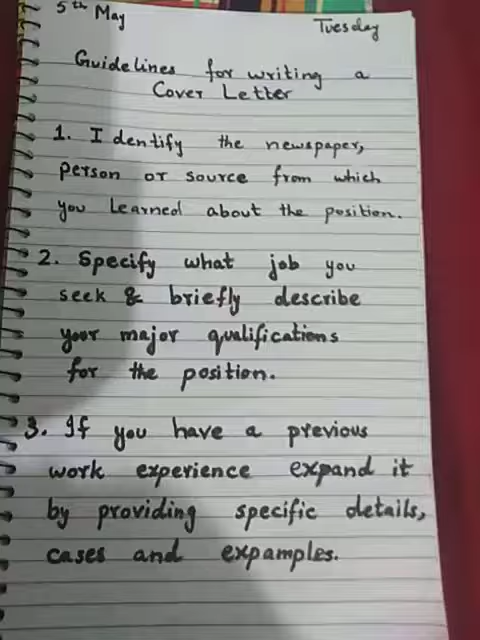 5th May
Tuesday
Guidelines for writing a
Cover Letter
1. Identify the newspaper,
person or source from which
you learned about the position.
2. Specify what job you
seek & briefly describe
your major qualifications
for the position.
3. If you have a previous
work experience expand it
by providing specific details,
cases and expamples.